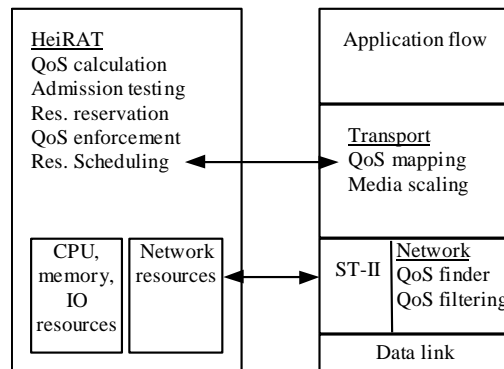 HeiRAT
QoS calculation
Admission testing
Res. reservation
QoS enforcement
Res. Scheduling
CPU,
memory,
IO
resources
Network
resources
Application flow
Transport
QoS mapping
Media scaling
ST-II
Network
QoS finder
QoS filtering
Data link